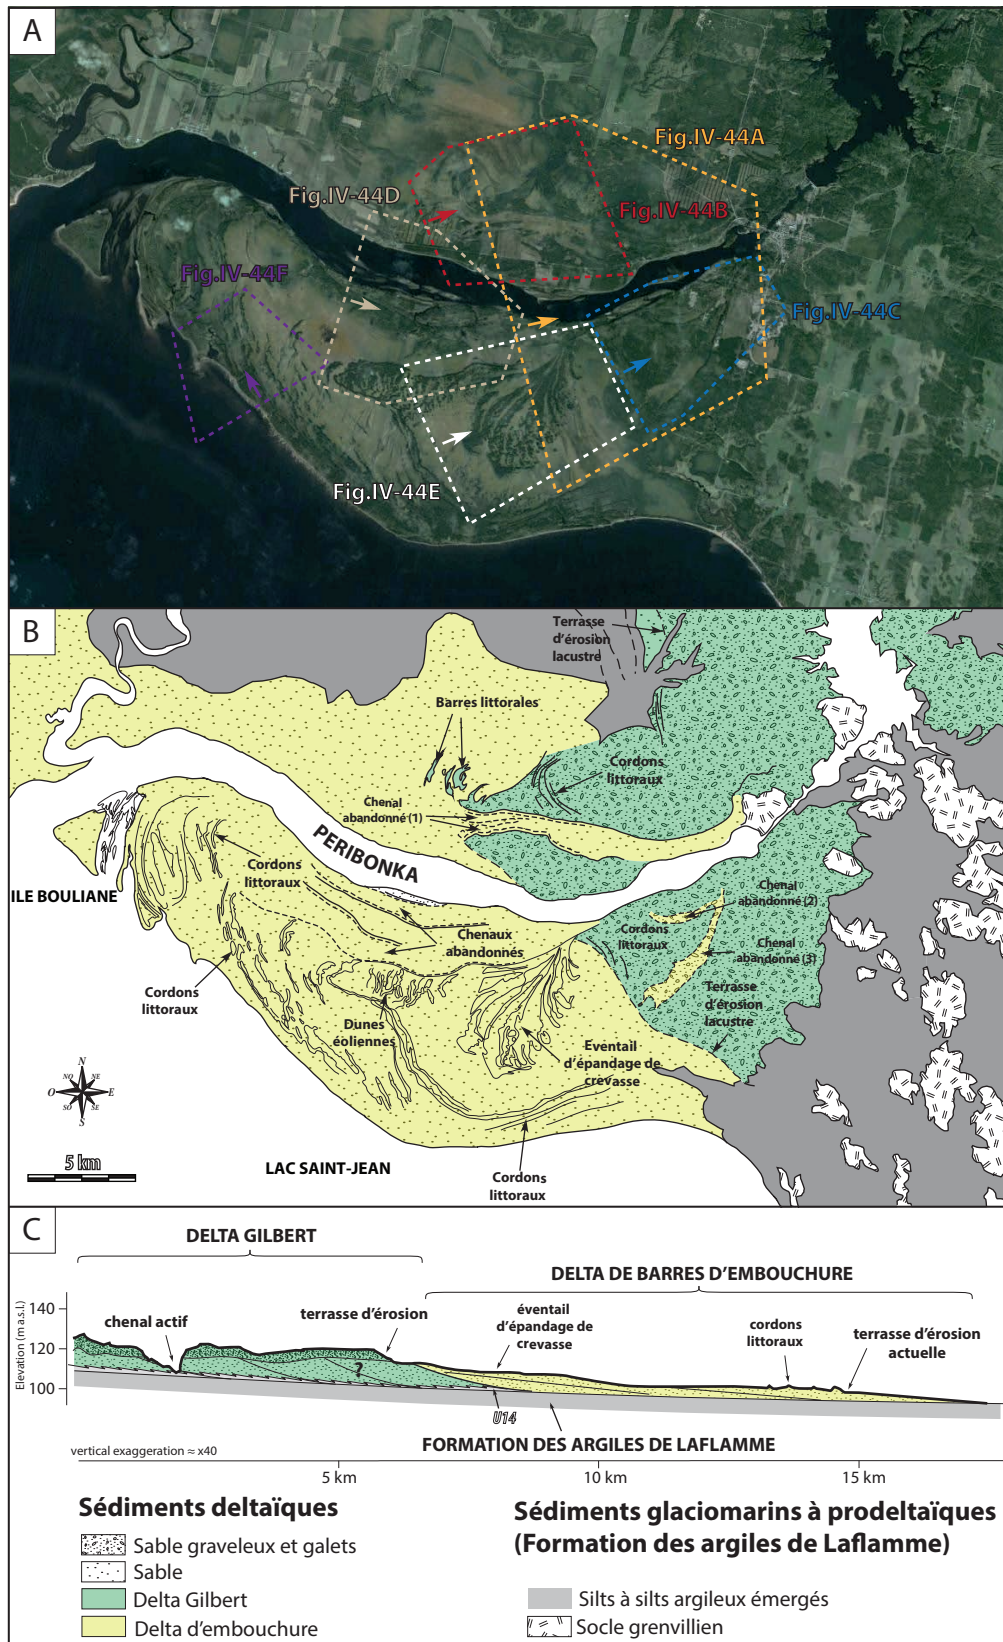 A
Fig.IV-44A
Fig.IV-44D
Fig.IV-44B
Fig.IV-44F
Fig.IV-44C
Fig.IV-44E
B
Terrasse
d'érosion
lacustre
Barres littorales
Cordons
littoraux
Chenal
abandonné (1)
PERIBONKA
Cordons
littoraux
ILE BOULIANE
Chenal
abandonné (2)
Chenaux
abandonnés
Cordons
littoraux
Chenal
abandonné (3)
Cordons
littoraux
Terrasse
d'érosion
lacustre
Dunes
éoliennes
Eventail
d'épandage de
crevasse
N
NO
NE
O
E
SO
SE
S
5 km
LAC SAINT-JEAN
Cordons
littoraux
C
DELTA GILBERT
DELTA DE BARRES D'EMBOUCHURE
Elevation (m a.s.l.)
140
120
100
chenal actif
terrasse d'érosion
éventail
d'épandage de
crevasse
cordons
littoraux
terrasse d'érosion
actuelle
?
U14
FORMATION DES ARGILES DE LAFLAMME
vertical exaggeration ≈ x40
5 km
10 km
15 km
Sédiments deltaïques
Sable graveleux et galets
Sable
Delta Gilbert
Delta d'embouchure
Sédiments glaciomarins à prodeltaïques
(Formation des argiles de Laflamme)
Silts à silts argileux émergés
Socle grenvillien